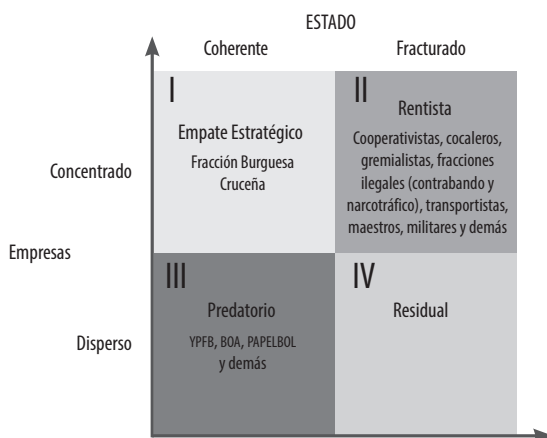 ESTADO
Coherente
Fracturado
I
Empate Estratégico
Fracción Burguesa
Cruceña
II
Rentista
Cooperativistas, cocaleros,
gremialistas, fracciones
ilegales (contrabando y
narcotráfico), transportistas,
maestros, militares y demás
Concentrado
Empresas
III
Predatorio
YPFB, BOA, PAPELBOL
y demás
IV
Residual
Disperso